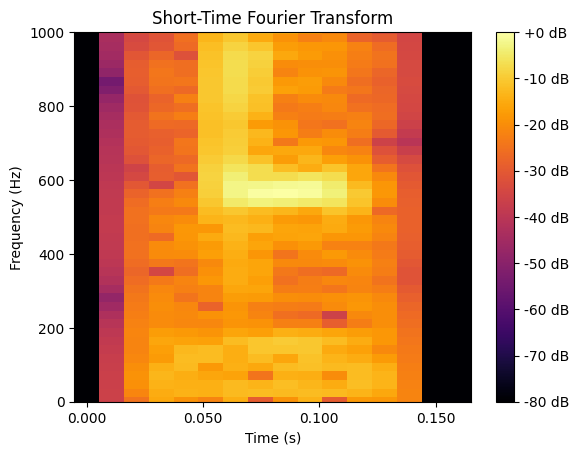 Short-Time Fourier Transform
Frequency (Hz)
1000
800
600
400
200
0
0.000
0.050
0.100
0.150
Time (s)
+0 dB
-10 dB
-20 dB
-30 dB
-40 dB
-50 dB
-60 dB
-70 dB
-80 dB